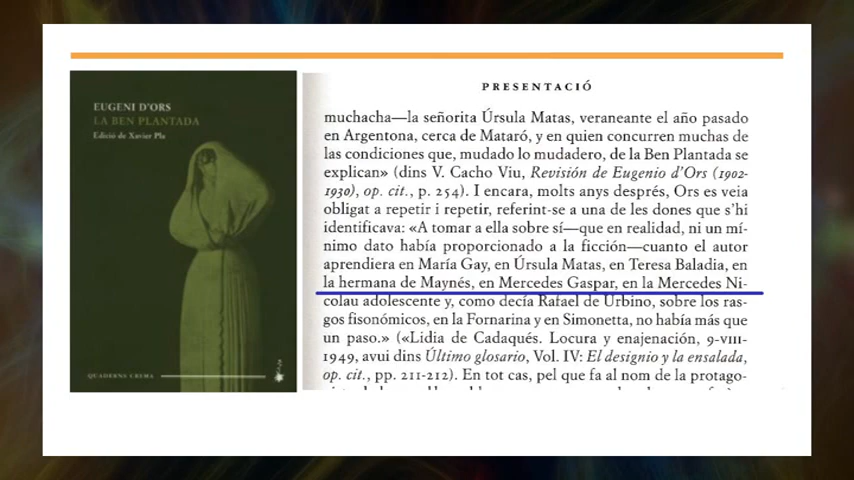 EUGENI D'ORS
LA BEN PLANTADA
Edició de Xavier Pla
QUADERNS CREMA
PRESENTACIÓ
muchacha—la señorita Úrsula Matas, veraneante el año pasado
en Argentona, cerca de Mataró, y en quien concurren muchas de
las condiciones que, mudado lo mudadero, de la Ben Plantada se
explican» (dins V. Cacho Viu, Revisión de Eugenio d'Ors (1902-
1930), op. cit., p. 254). I encara, molts anys després, Ors es veia
obligat a repetir i repetir, referint-se a una de les dones que s'hi
identificava: «A tomar a ella sobre sí—que en realidad, ni un mí-
nimo dato había proporcionado a la ficción—cuanto el autor
aprendiera en María Gay, en Úrsula Matas, en Teresa Baladia, en
la hermana de Maynés, en Mercedes Gaspar, en la Mercedes Ni-
colau adolescente y, como decía Rafael de Urbino, sobre los ras-
gos fisonómicos, en la Fornarina y en Simonetta, no había más que
un paso.» («Lidia de Cadaqués. Locura y enajenación, 9-VIII-
1949, avui dins Último glosario, Vol. IV: El designio y la ensalada,
op. cit., pp. 211-212). En tot cas, pel que fa al nom de la protago-